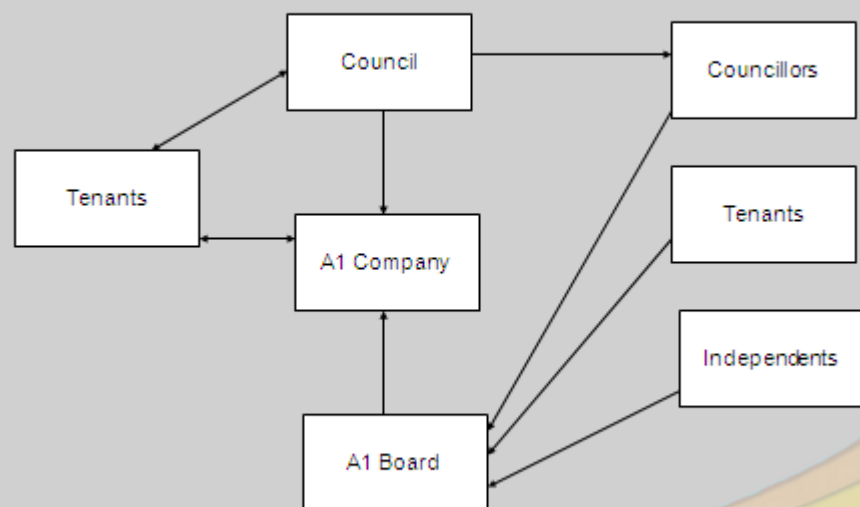 Council
Councillors
Tenants
Tenants
A1 Company
Independents
A1 Board